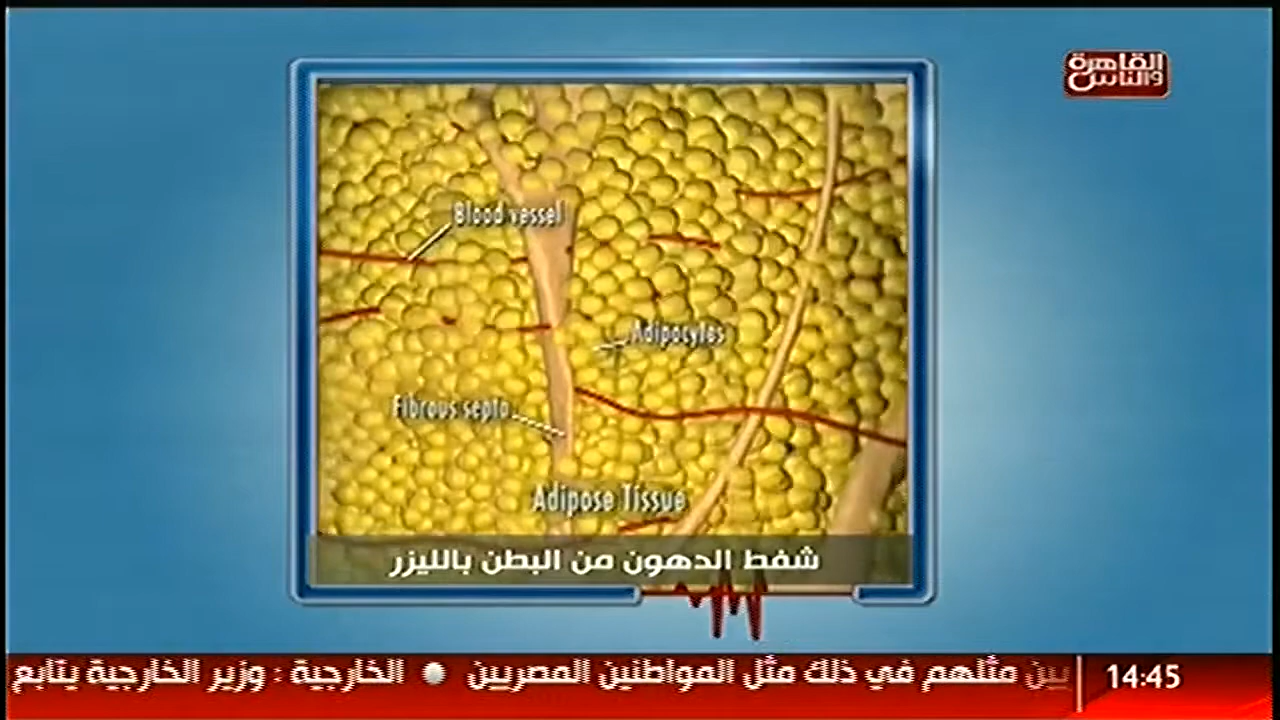 القاهرة
والناس
Blood vessel
Adipocytes
Fibrous septa
Adipose Tissue
شفط الدهون من البطن بالليزر
14:45
مثلهم في ذلك مثل المواطنين المصريين ● الخارجية : وزير الخارجية يتابع